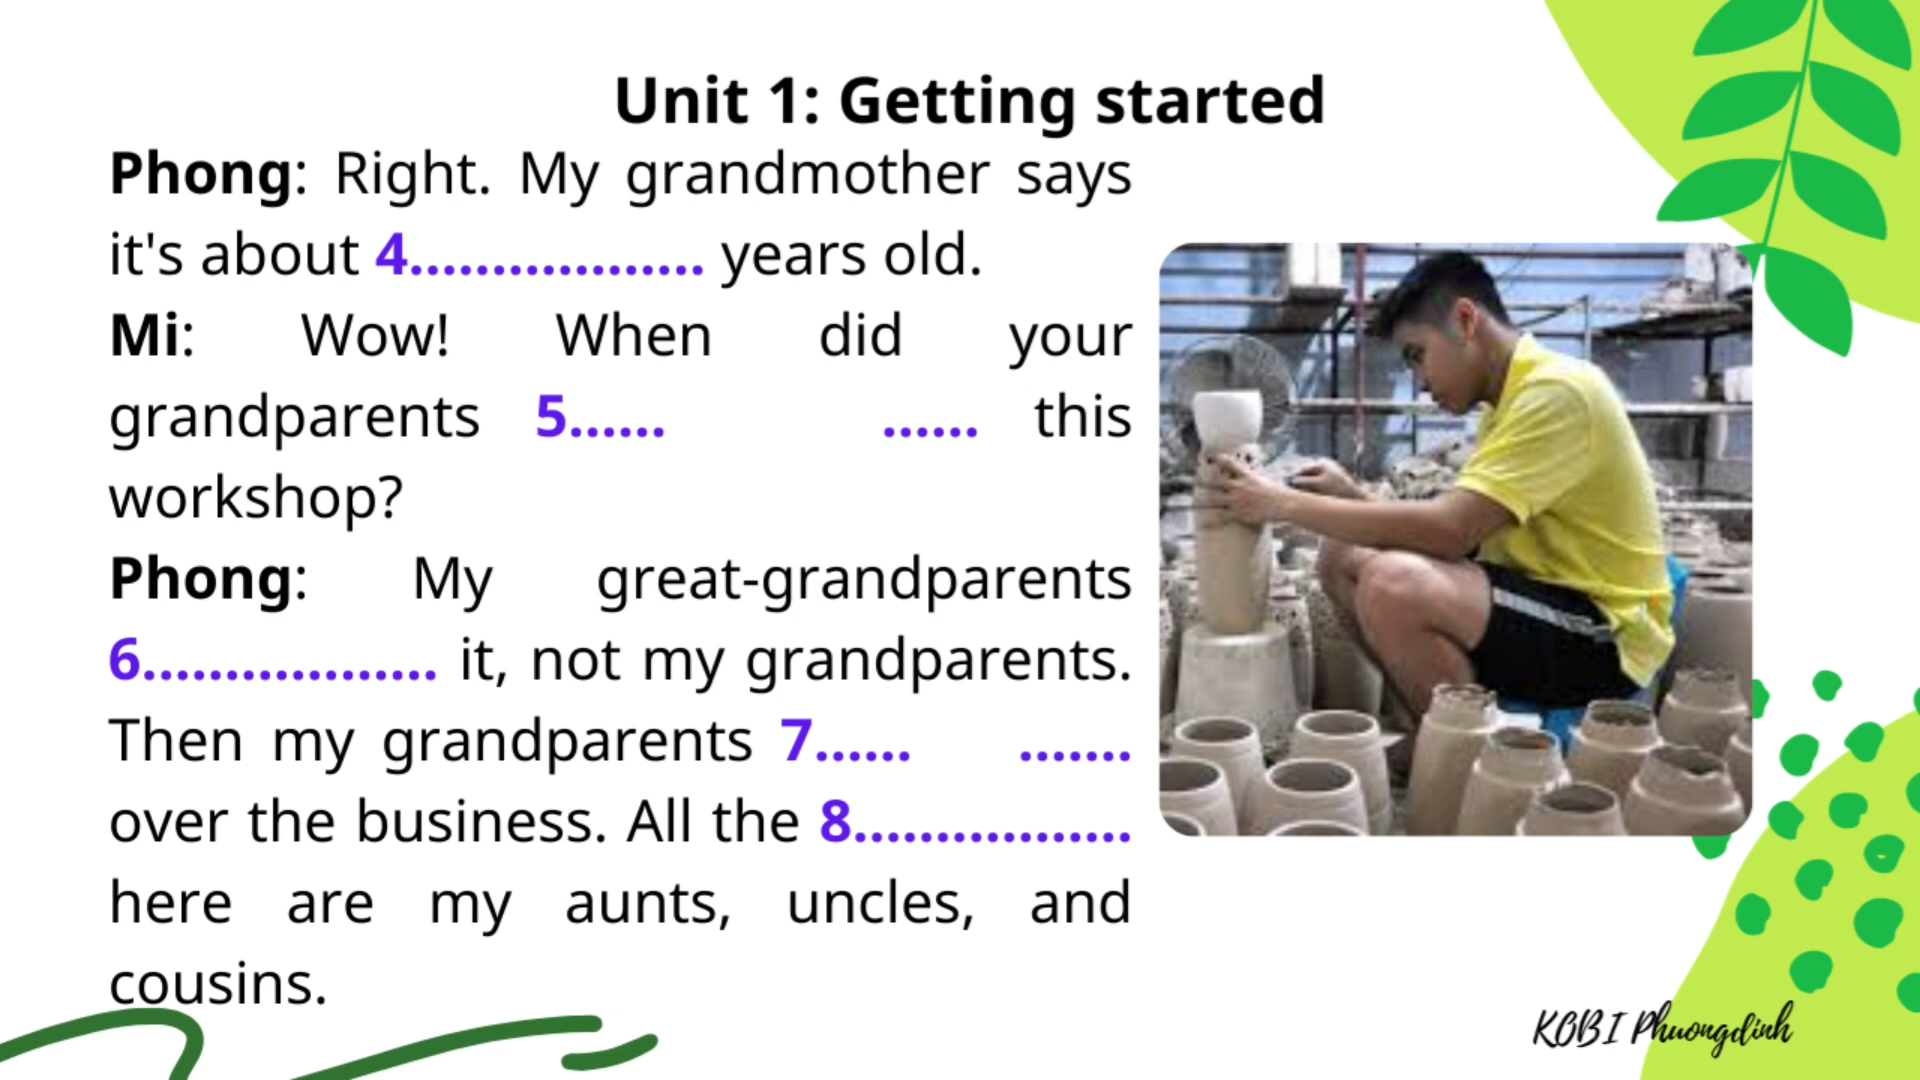 Unit 1: Getting started
Phong: Right. My grandmother says
it's about 4.................. years old.
Mi: Wow! When did your
grandparents 5...... ...... this
workshop?
Phong: My great-grandparents
6.................. it, not my grandparents.
Then my grandparents 7...... .......
over the business. All the 8.................
here are my aunts, uncles, and
cousins.
KOBI Phuongdinh